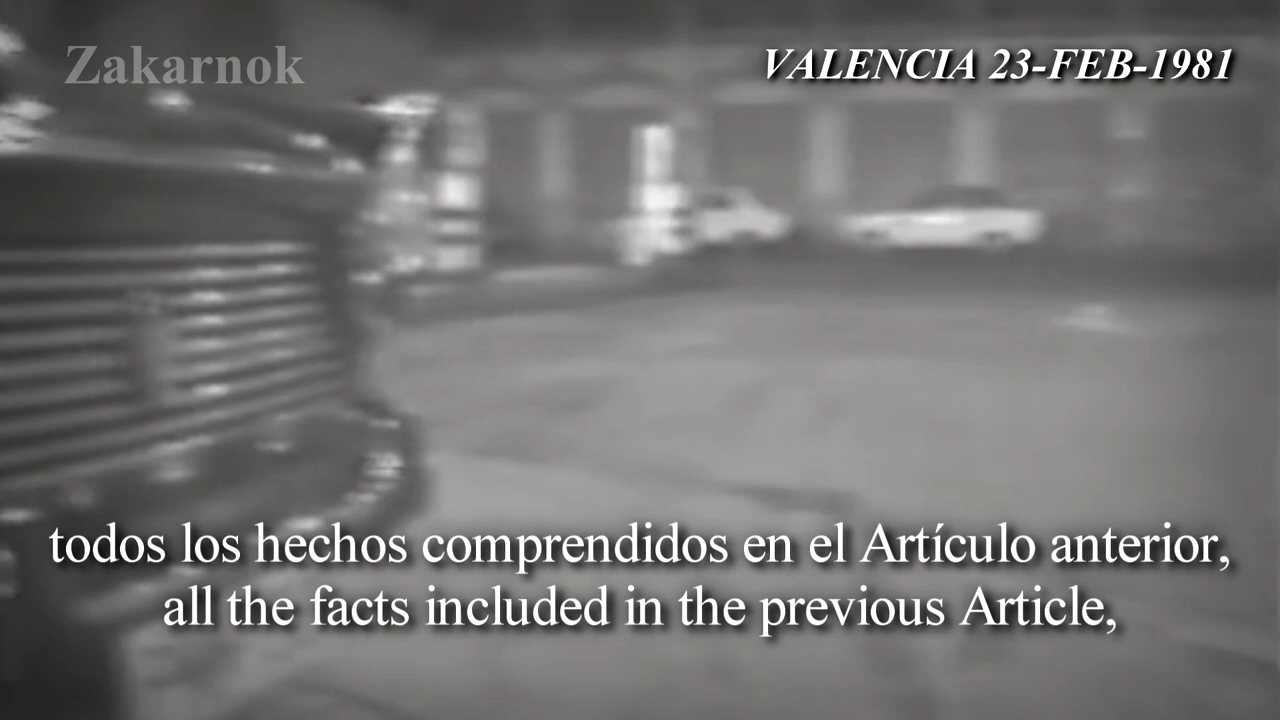 Zakarnok
VALENCIA 23-FEB-1981
todos los hechos comprendidos en el Artículo anterior,
all the facts included in the previous Article,